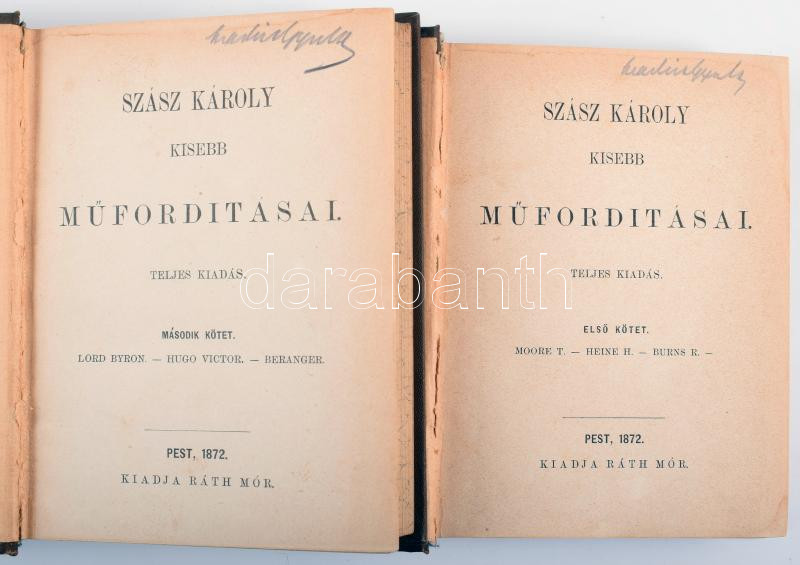 SZÁSZ KÁROLY
KISEBB
MŰFORDITÁSAI.
TELJES KIADÁS.
MÁSODIK KÖTET.
LORD BYRON. — HUGO VICTOR. — BERANGER.
PEST, 1872.
KIADJA RÁTH MÓR.
SZÁSZ KÁROLY
KISEBB
MŰFORDITÁSAI.
TELJES KIADÁS.
ELSŐ KÖTET.
MOORE T. — HEINE H. — BURNS R. —
PEST, 1872.
KIADJA RÁTH MÓR.
darabanth